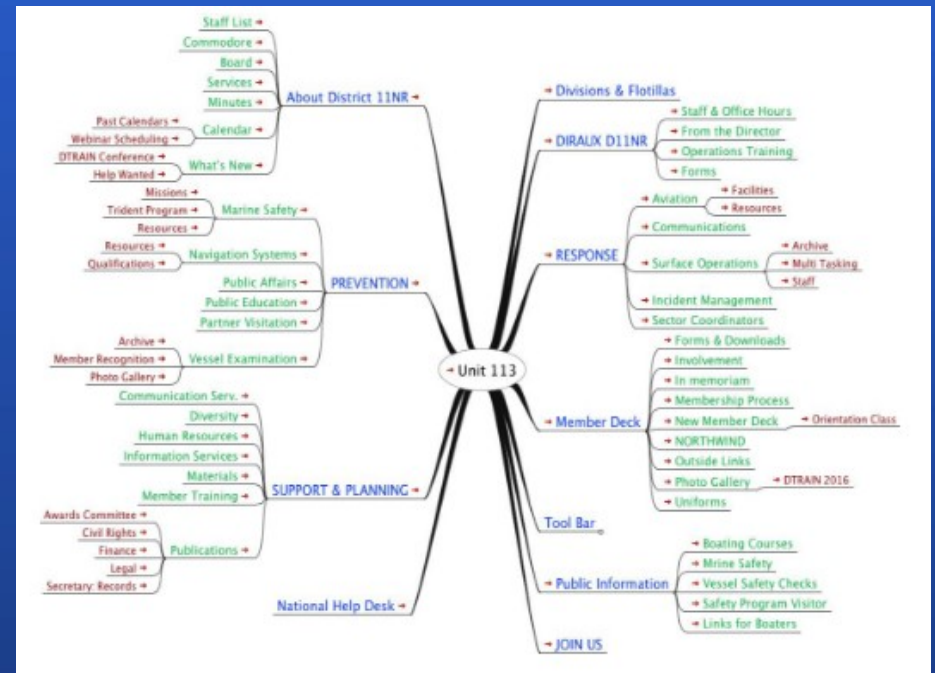 Unit 113
About District 11NR
Staff List
Commodore
Board
Services
Minutes
Calendar
Past Calendars
Webinar Scheduling
What's New
DTRAIN Conference
Help Wanted
PREVENTION
Marine Safety
Missions
Trident Program
Resources
Navigation Systems
Resources
Qualifications
Public Affairs
Public Education
Partner Visitation
Vessel Examination
Archive
Member Recognition
Photo Gallery
SUPPORT & PLANNING
Communication Serv.
Diversity
Human Resources
Information Services
Materials
Member Training
Publications
Awards Committee
Civil Rights
Finance
Legal
Secretary: Records
National Help Desk
Divisions & Flotillas
DIRAUX D11NR
Staff & Office Hours
From the Director
Operations Training
Forms
RESPONSE
Aviation
Facilities
Resources
Communications
Surface Operations
Archive
Multi Tasking
Staff
Incident Management
Sector Coordinators
Member Deck
Forms & Downloads
Involvement
In memoriam
Membership Process
New Member Deck
Orientation Class
NORTHWIND
Outside Links
Photo Gallery
DTRAIN 2016
Uniforms
Tool Bar
Public Information
Boating Courses
Mrine Safety
Vessel Safety Checks
Safety Program Visitor
Links for Boaters
JOIN US